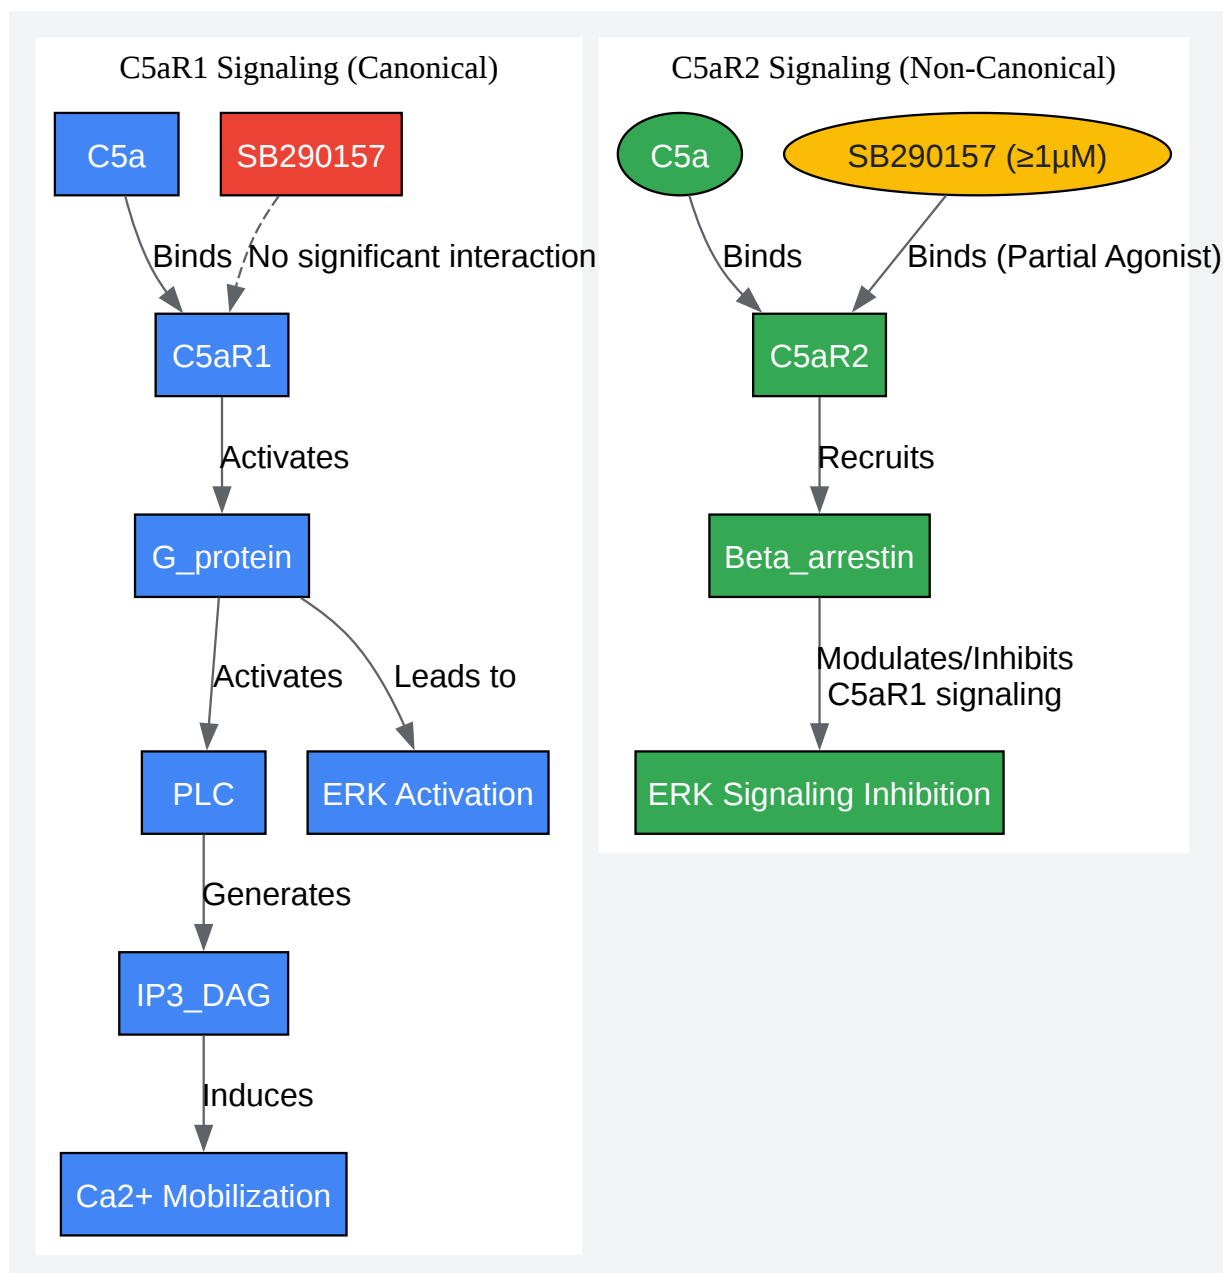 C5aR1 Signaling (Canonical)
C5a
SB290157
Binds
No significant interaction
C5aR1
Activates
G_protein
Activates
Leads to
PLC
ERK Activation
Generates
IP3_DAG
Induces
Ca2+ Mobilization
C5aR2 Signaling (Non-Canonical)
C5a
SB290157 (≥1µM)
Binds
Binds (Partial Agonist)
C5aR2
Recruits
Beta_arrestin
Modulates/Inhibits
C5aR1 signaling
ERK Signaling Inhibition